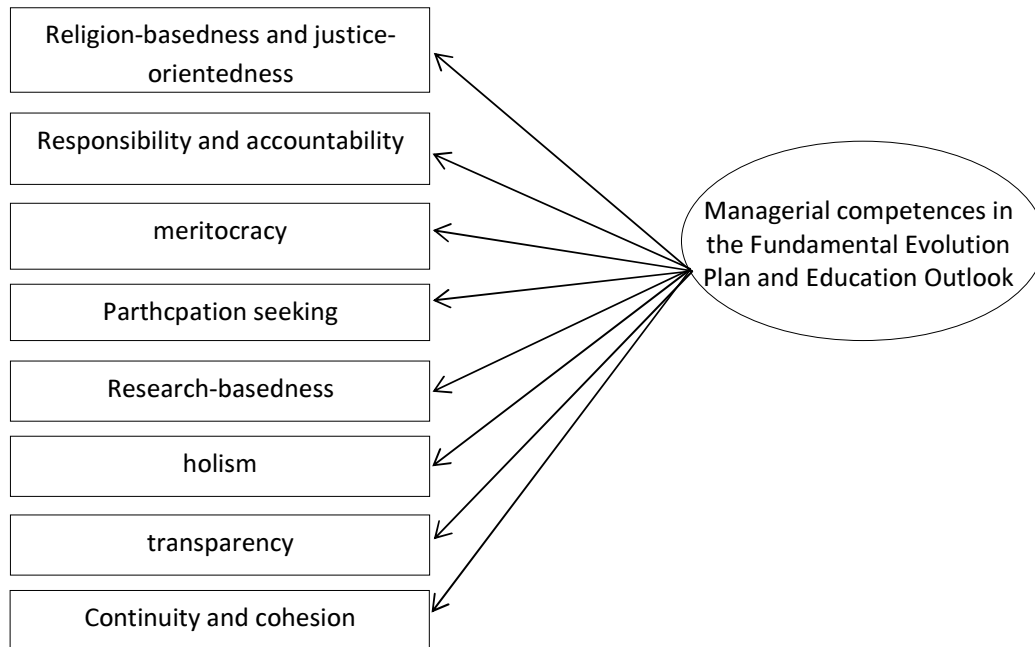 Religion-basedness and justice-
orientedness
Responsibility and accountability
meritocracy
Parthcpation seeking
Research-basedness
holism
transparency
Continuity and cohesion
Managerial competences in
the Fundamental Evolution
Plan and Education Outlook